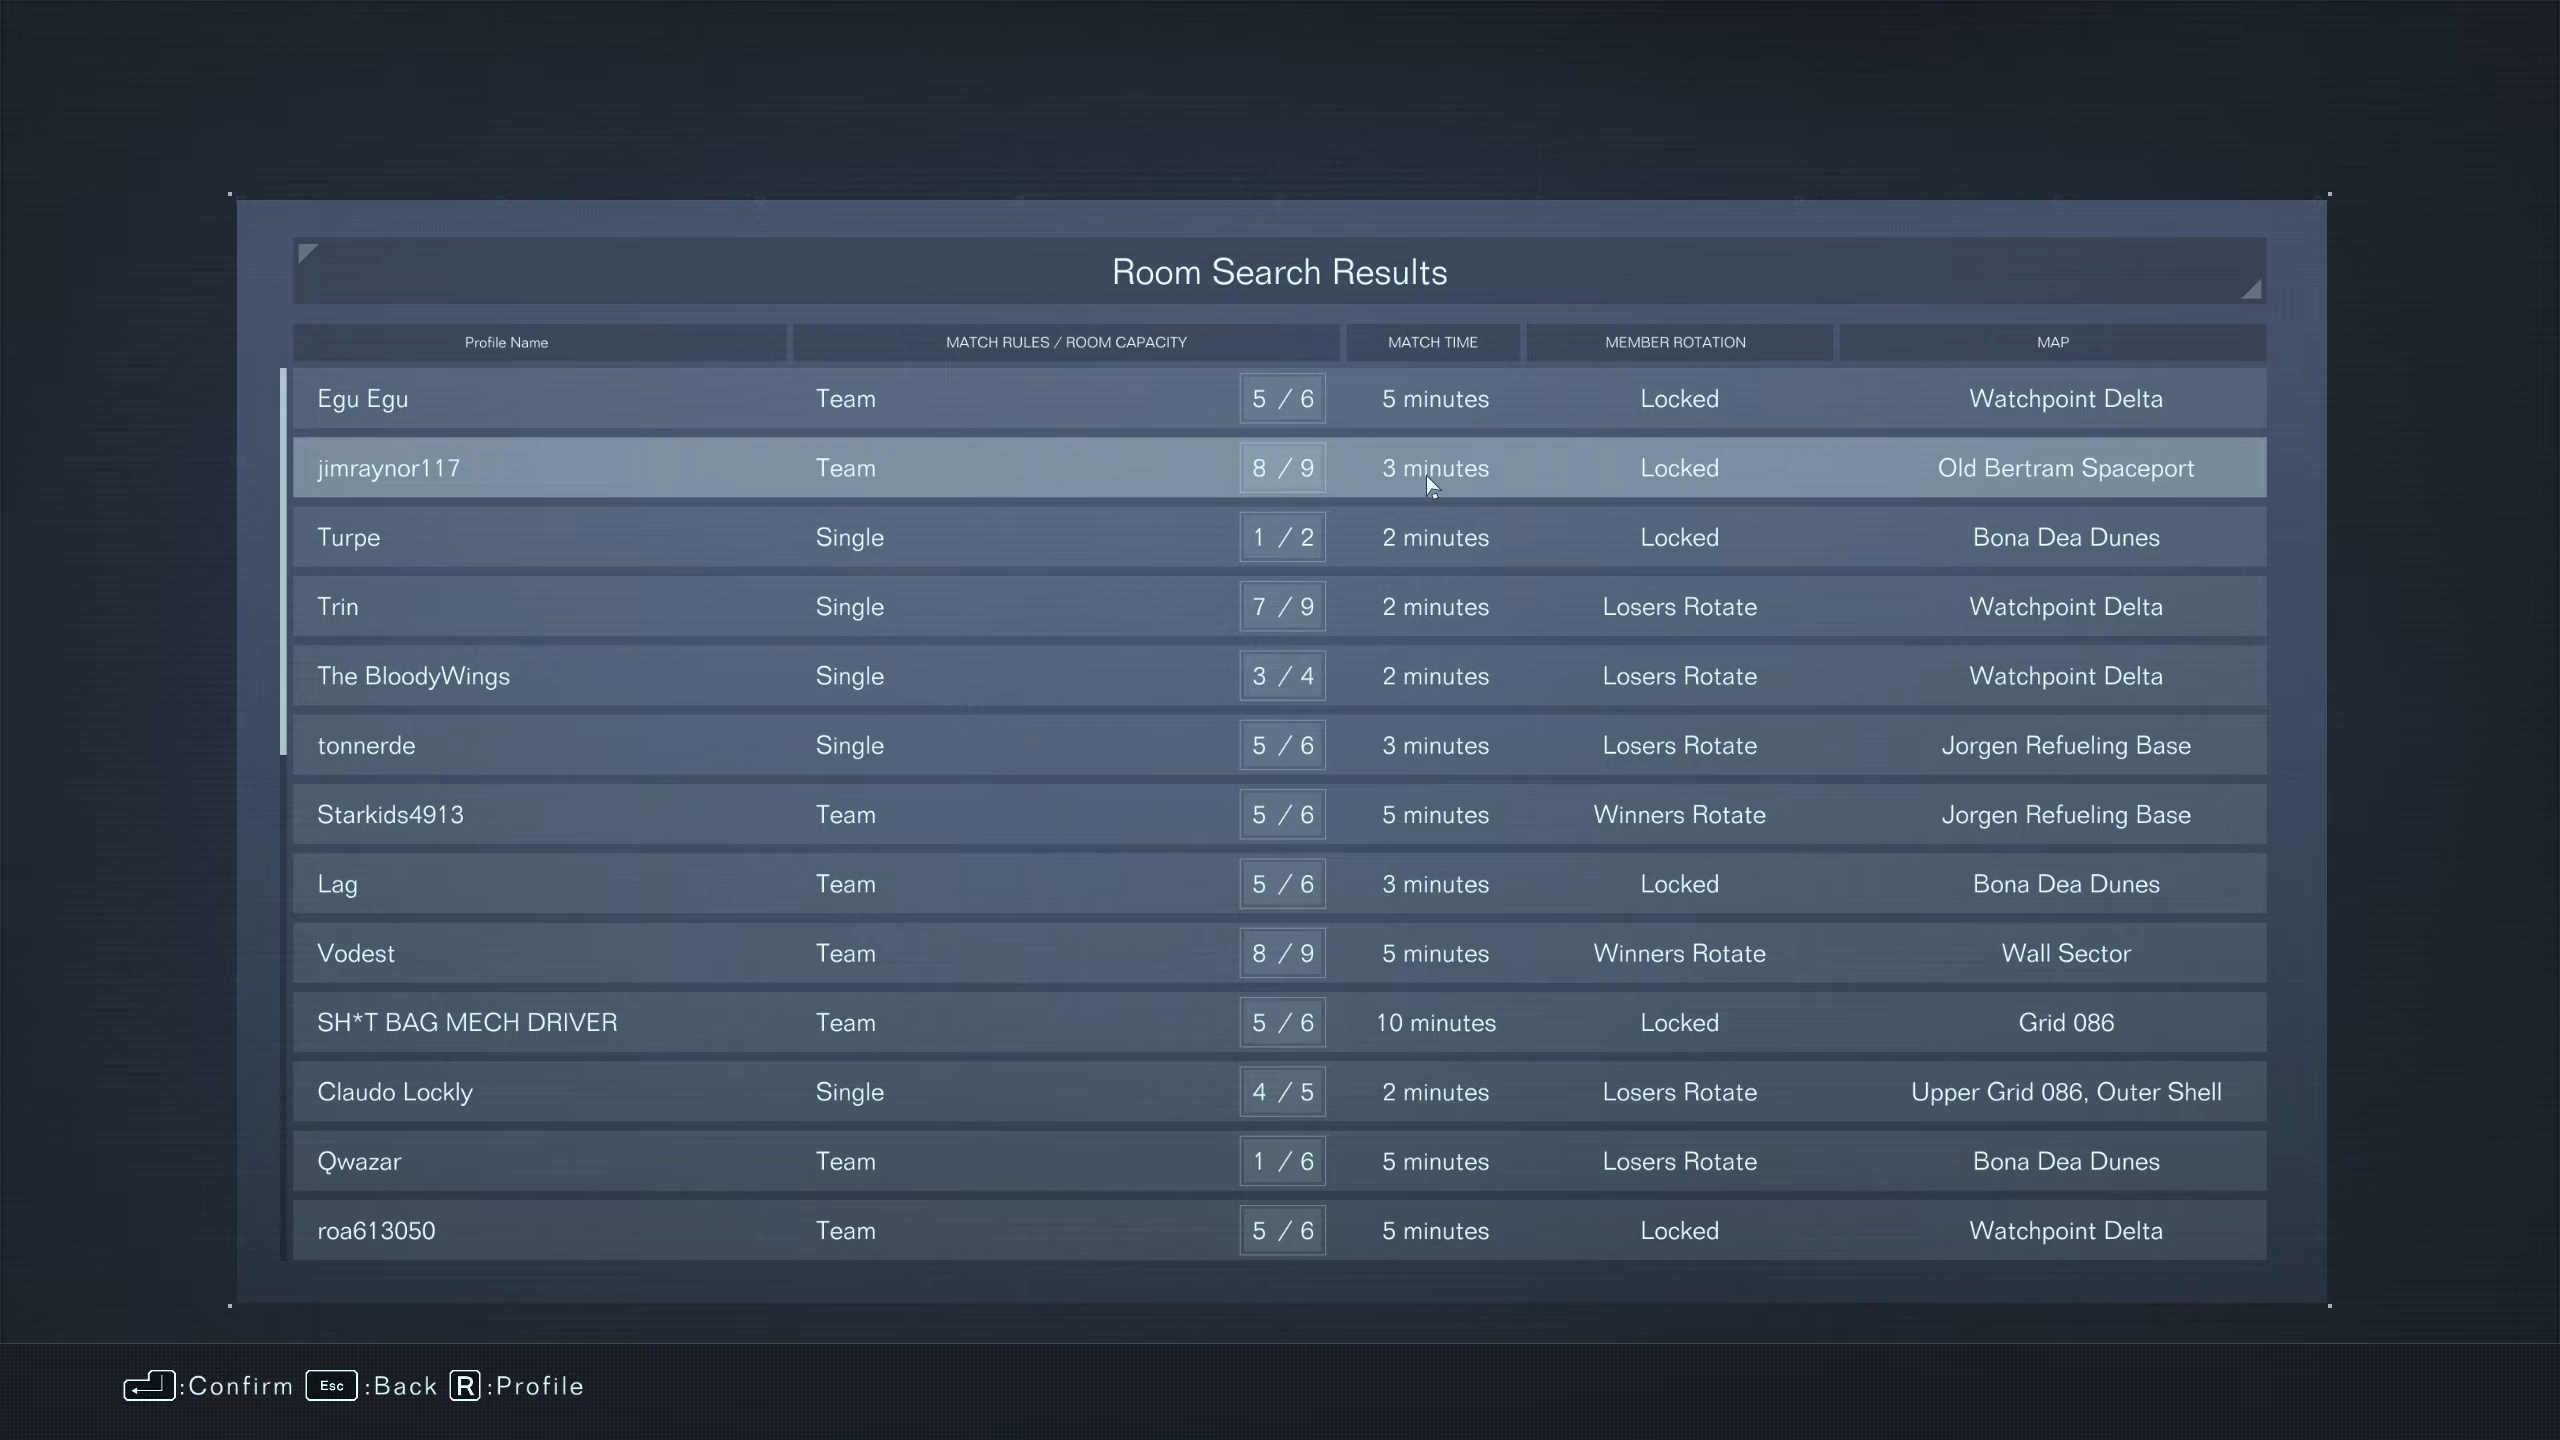 Room Search Results
Profile Name MATCH RULES / ROOM CAPACITY MATCH TIME MEMBER ROTATION MAP
Egu Egu Team 5 / 6 5 minutes Locked Watchpoint Delta
jimraynor117 Team 8 / 9 3 minutes Locked Old Bertram Spaceport
Turpe Single 1 / 2 2 minutes Locked Bona Dea Dunes
Trin Single 7 / 9 2 minutes Losers Rotate Watchpoint Delta
The BloodyWings Single 3 / 4 2 minutes Losers Rotate Watchpoint Delta
tonnerde Single 5 / 6 3 minutes Losers Rotate Jorgen Refueling Base
Starkids4913 Team 5 / 6 5 minutes Winners Rotate Jorgen Refueling Base
Lag Team 5 / 6 3 minutes Locked Bona Dea Dunes
Vodest Team 8 / 9 5 minutes Winners Rotate Wall Sector
SH*T BAG MECH DRIVER Team 5 / 6 10 minutes Locked Grid 086
Claudo Lockly Single 4 / 5 2 minutes Losers Rotate Upper Grid 086, Outer Shell
Qwazar Team 1 / 6 5 minutes Losers Rotate Bona Dea Dunes
roa613050 Team 5 / 6 5 minutes Locked Watchpoint Delta
:Confirm Esc :Back R :Profile